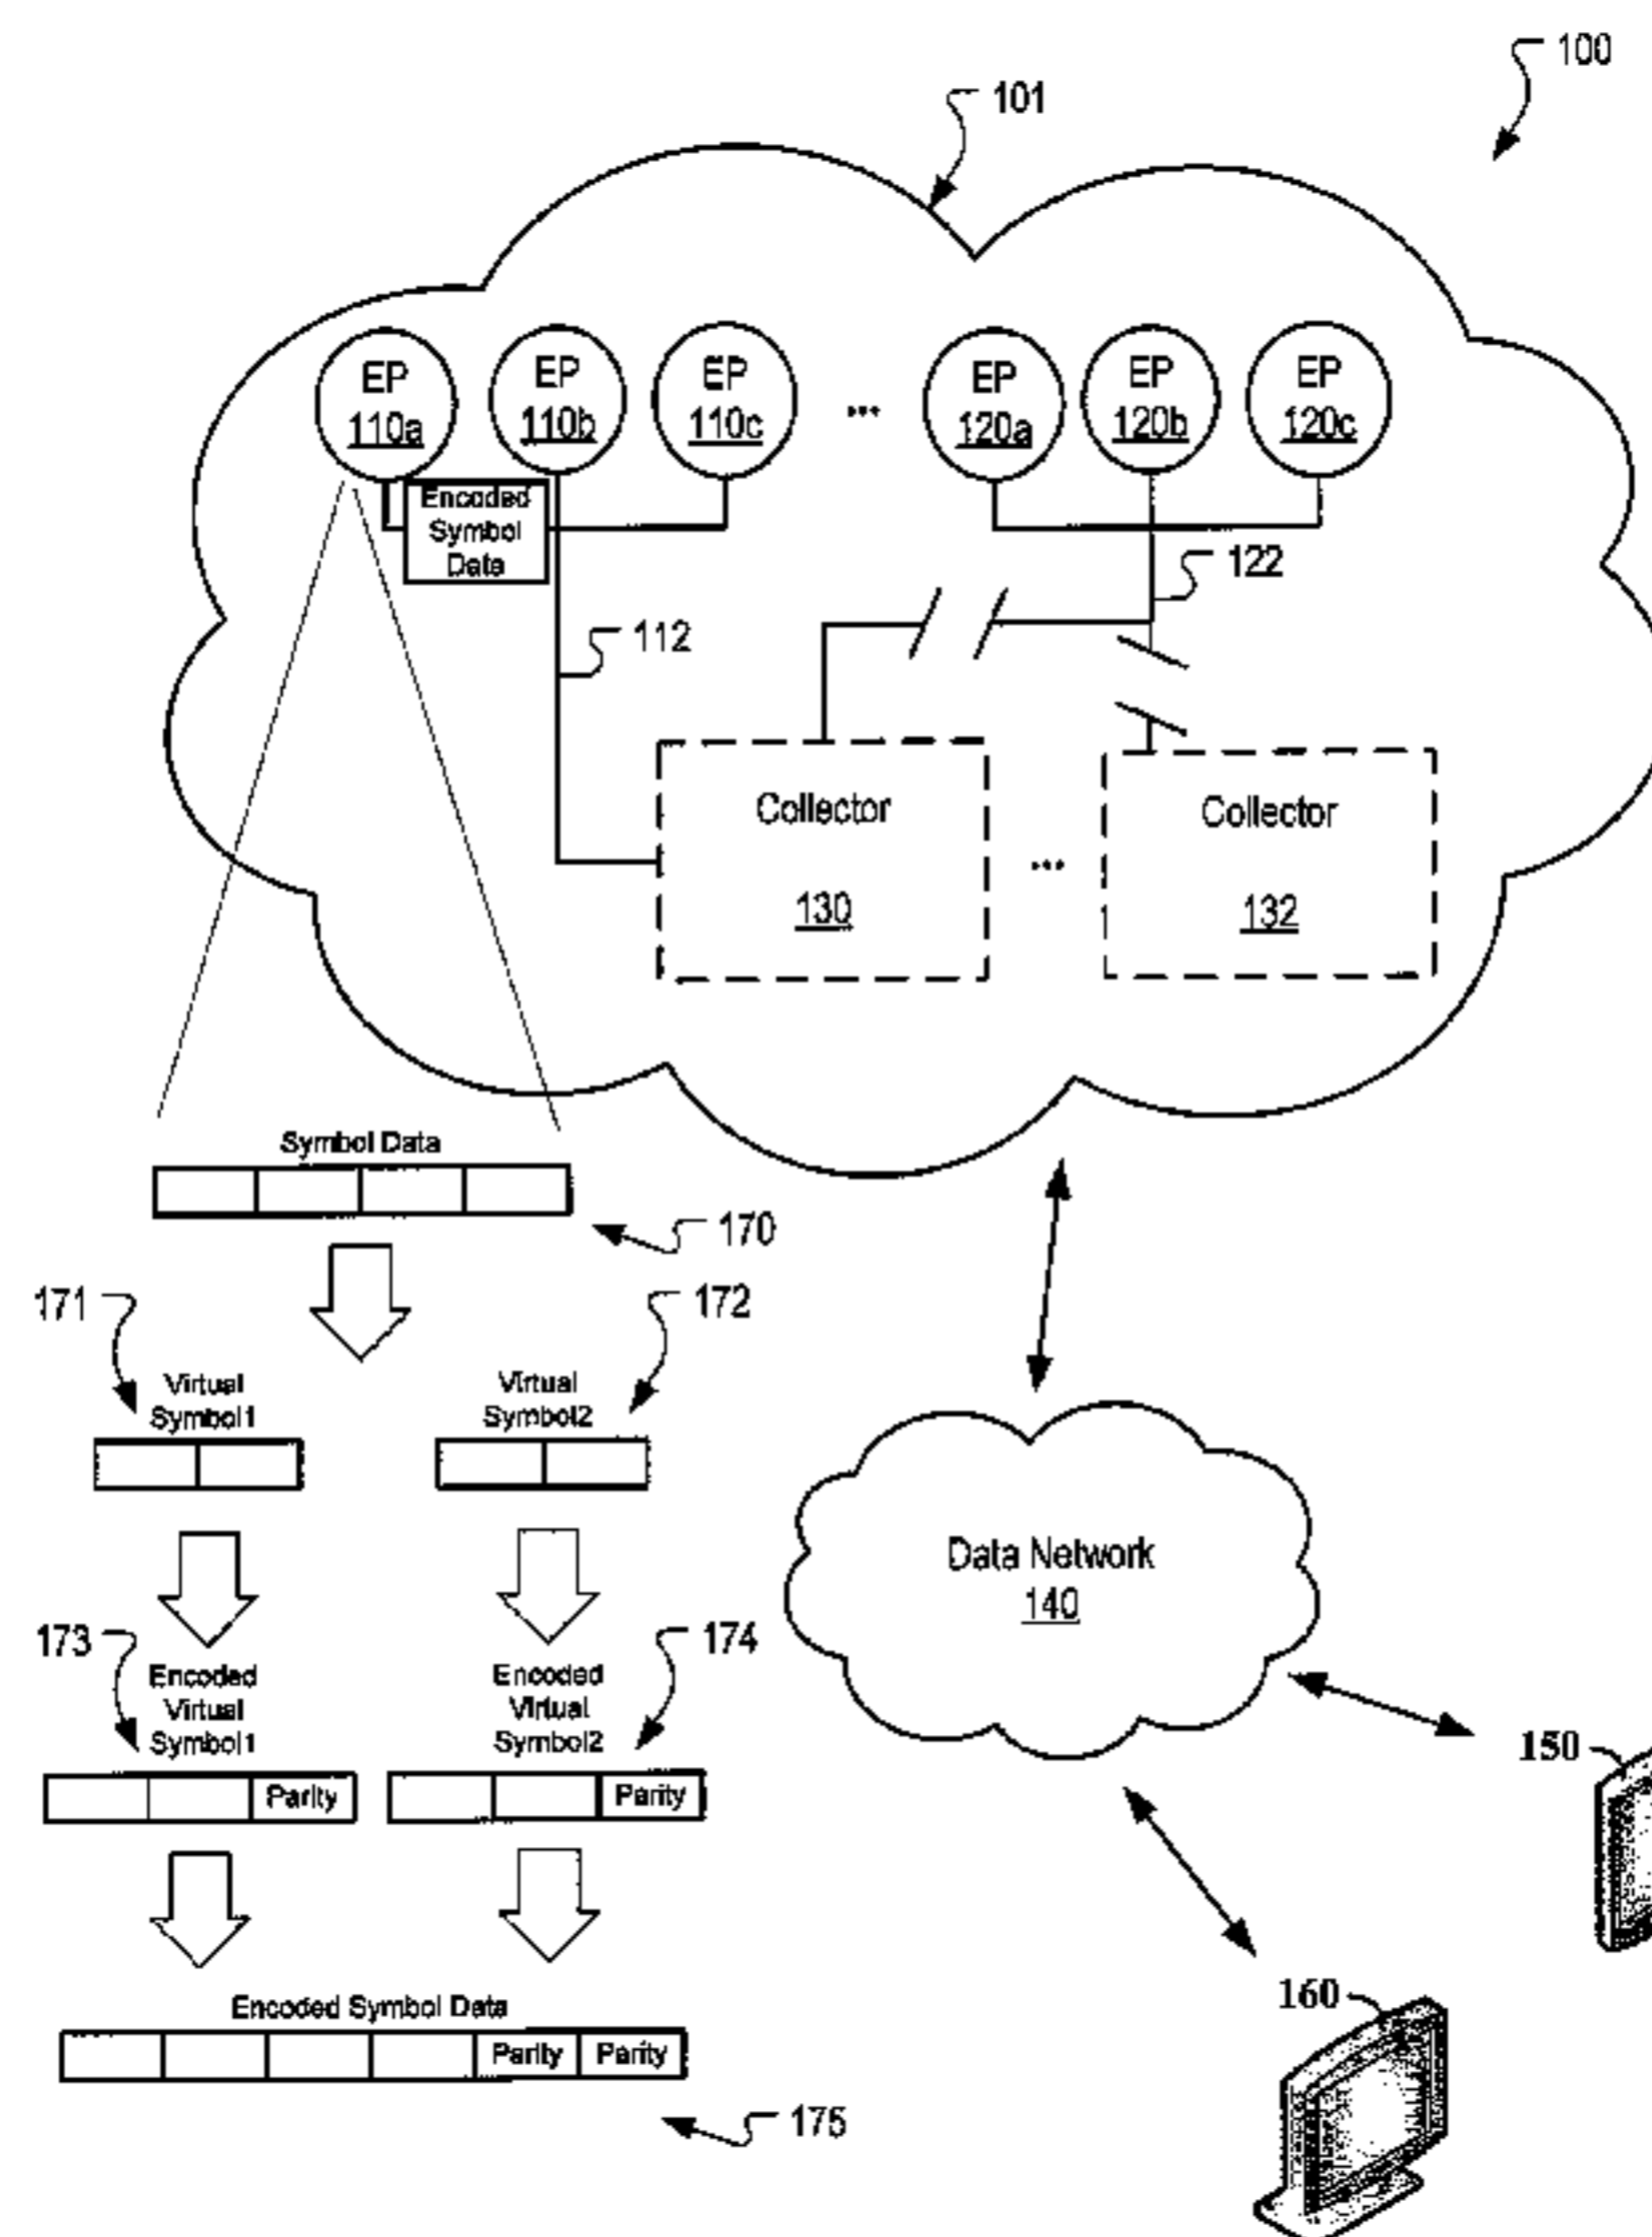 100
101
EP
110a
EP
110b
EP
110c
...
EP
120a
EP
120b
EP
120c
Encoded
Symbol
Data
122
112
Collector
130
...
Collector
132
Symbol Data
170
171
172
Virtual
Symbol1
Virtual
Symbol2
173
174
Encoded
Virtual
Symbol1
Encoded
Virtual
Symbol2
Parity
Parity
Data Network
140
150
160
Encoded Symbol Data
Parity
Parity
175